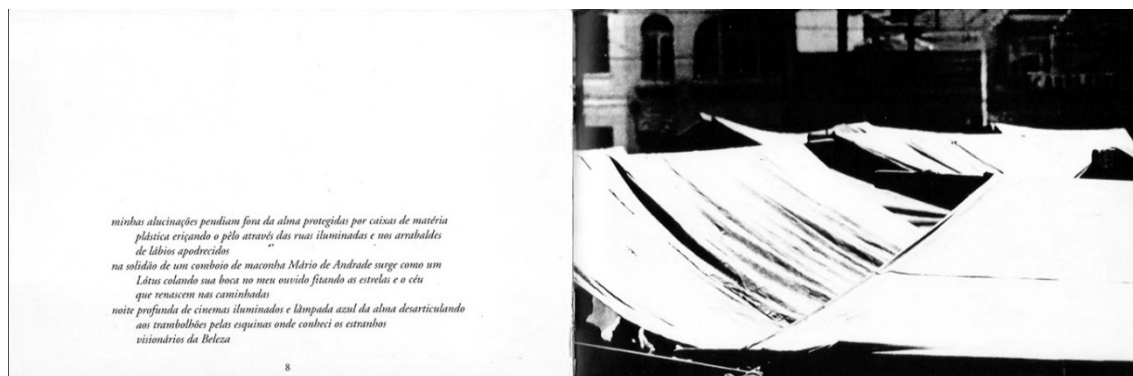 minhas alucinações pendiam fora da alma protegidas por caixas de matéria
plástica eriçando o pêlo através das ruas iluminadas e nos arrabaldes
de lábios apodrecidos
na solidão de um comboio de maconha Mário de Andrade surge como um
Lótus colando sua boca no meu ouvido fitando as estrelas e o céu
que renascem nas caminhadas
noite profunda de cinemas iluminados e lâmpada azul da alma desarticulando
aos trambolhões pelas esquinas onde conheci os estranhos
visionários da Beleza
8